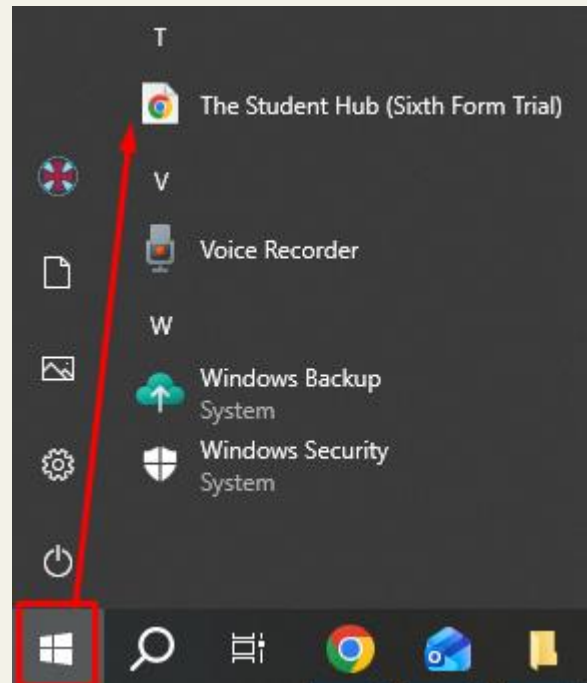 T
The Student Hub (Sixth Form Trial)
V
Voice Recorder
W
Windows Backup
System
Windows Security
System